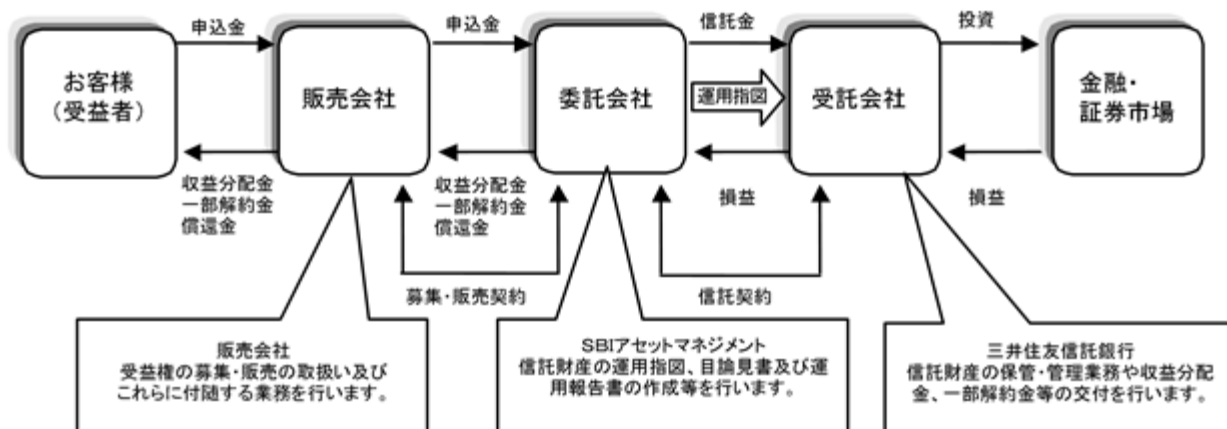 申込金
申込金
信託金
投資
お客様
（受益者）
販売会社
委託会社
運用指図
受託会社
金融・
証券市場
収益分配金
一部解約金
償還金
収益分配金
一部解約金
償還金
損益
損益
募集・販売契約
信託契約
販売会社
受益権の募集・販売の取扱い及び
これらに付随する業務を行います。
SBIアセットマネジメント
信託財産の運用指図、目論見書及び運
用報告書の作成等を行います。
三井住友信託銀行
信託財産の保管・管理業務や収益分配
金、一部解約金等の交付を行います。